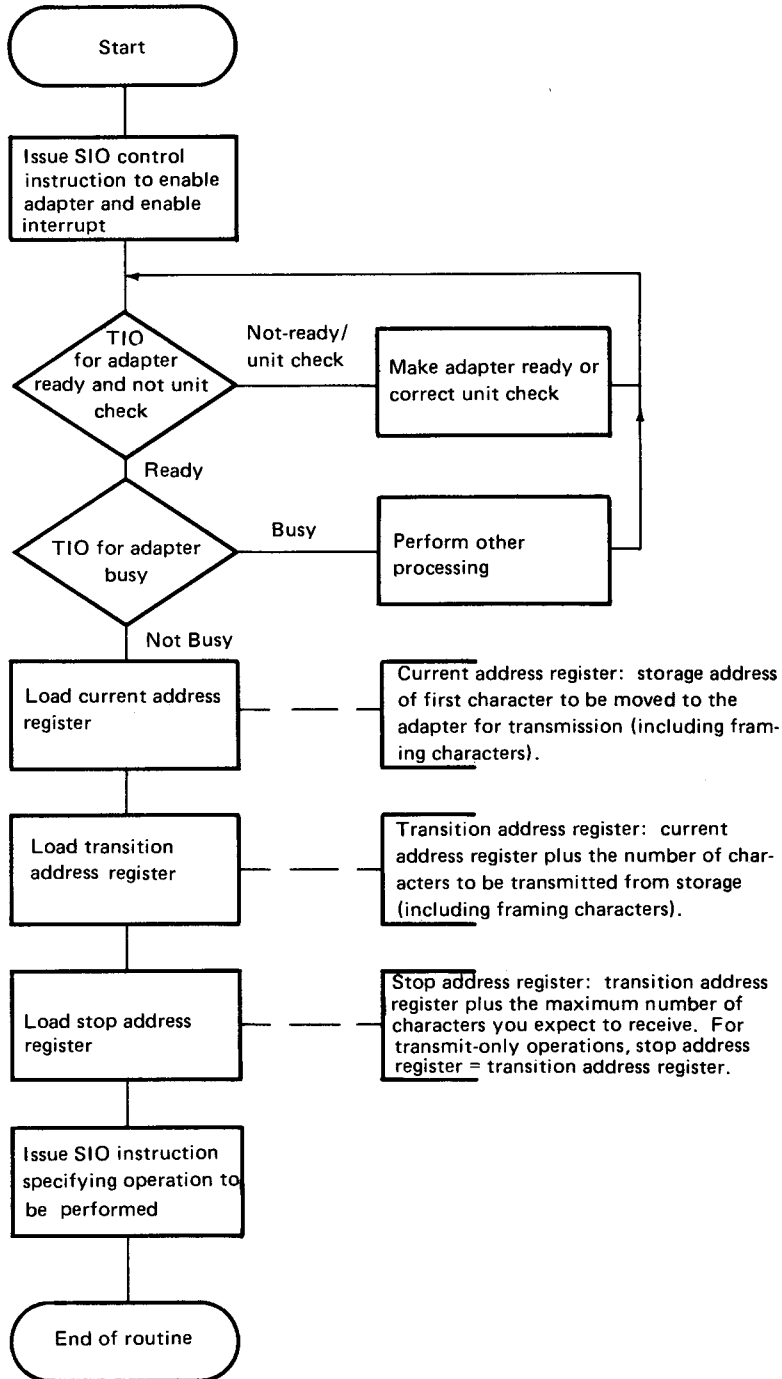 Start
Issue SIO control
instruction to enable
adapter and enable
interrupt
TIO
for adapter
ready and not unit
check
Not-ready/
unit check
Make adapter ready or
correct unit check
Ready
TIO for adapter
busy
Busy
Perform other
processing
Not Busy
Load current address
register
Current address register: storage address
of first character to be moved to the
adapter for transmission (including fram-
ing characters).
Load transition
address register
Transition address register: current
address register plus the number of char-
acters to be transmitted from storage
(including framing characters).
Load stop address
register
Stop address register: transition address
register plus the maximum number of
characters you expect to receive. For
transmit-only operations, stop address
register = transition address register.
Issue SIO instruction
specifying operation to
be performed
End of routine